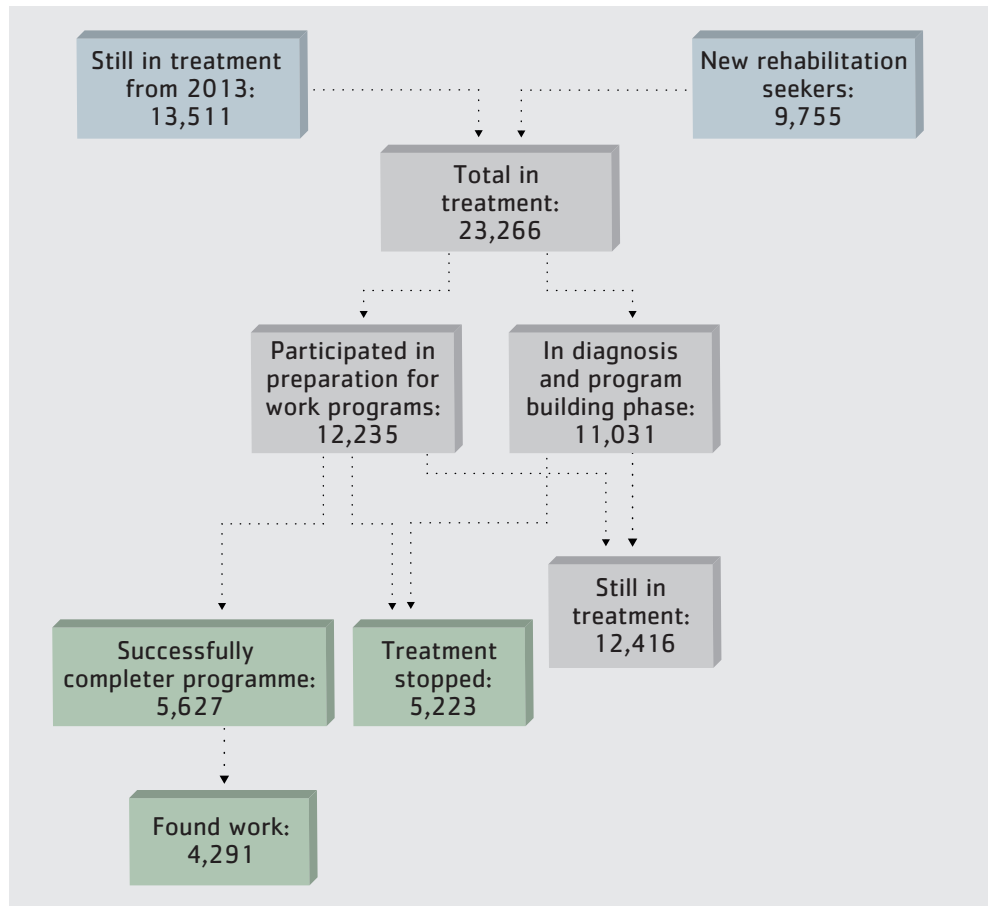 Still in treatment
from 2013:
13,511
New rehabilitation
seekers:
9,755
Total in
treatment:
23,266
Participated in
preparation for
work programs:
12,235
In diagnosis
and program
building phase:
11,031
Still in
treatment:
12,416
Successfully
completer programme:
5,627
Treatment
stopped:
5,223
Found work:
4,291